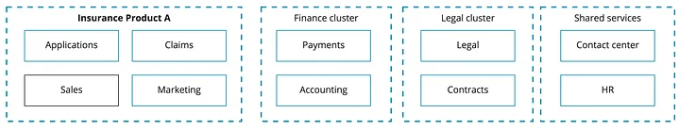 Insurance Product A
Applications
Claims
Sales
Marketing
Finance cluster
Payments
Accounting
Legal cluster
Legal
Contracts
Shared services
Contact center
HR